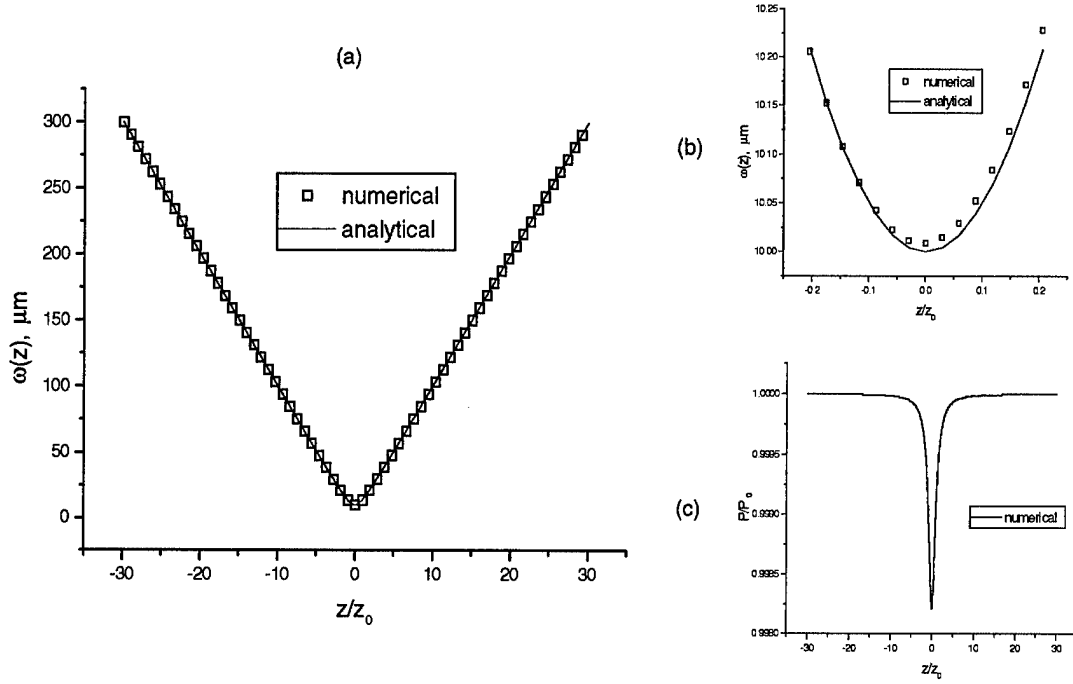 (a)
ω(z), μm
300
250
200
150
100
50
0
numerical
analytical
-30 -20 -10 0 10 20 30
z/z₀
(b)
ω(z), μm
10.25
10.20
10.15
10.10
10.05
10.00
numerical
analytical
-0.2 -0.1 0.0 0.1 0.2
z/z₀
(c)
P/P₀
1.0000
0.9995
0.9990
0.9985
0.9980
numerical
-30 -20 -10 0 10 20 30
z/z₀